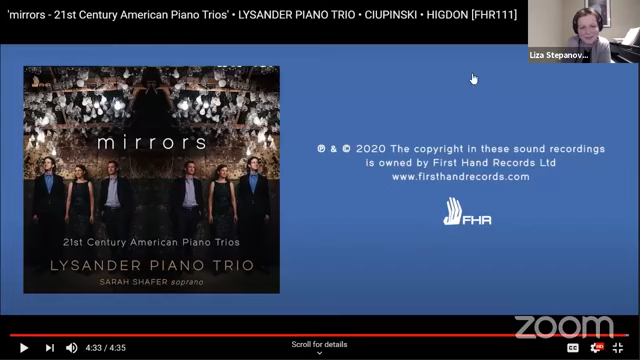 'mirrors - 21st Century American Piano Trios' • LYSANDER PIANO TRIO • CIUPINSKI • HIGDON [FHR111]
Liza Stepanov...
mirrors
21st Century American Piano Trios
LYSANDER PIANO TRIO
SARAH SHAFER soprano
℗ & © 2020 The copyright in these sound recordings
is owned by First Hand Records Ltd
www.firsthandrecords.com
FHR
zoom
4:33 / 4:35
Scroll for details
CC